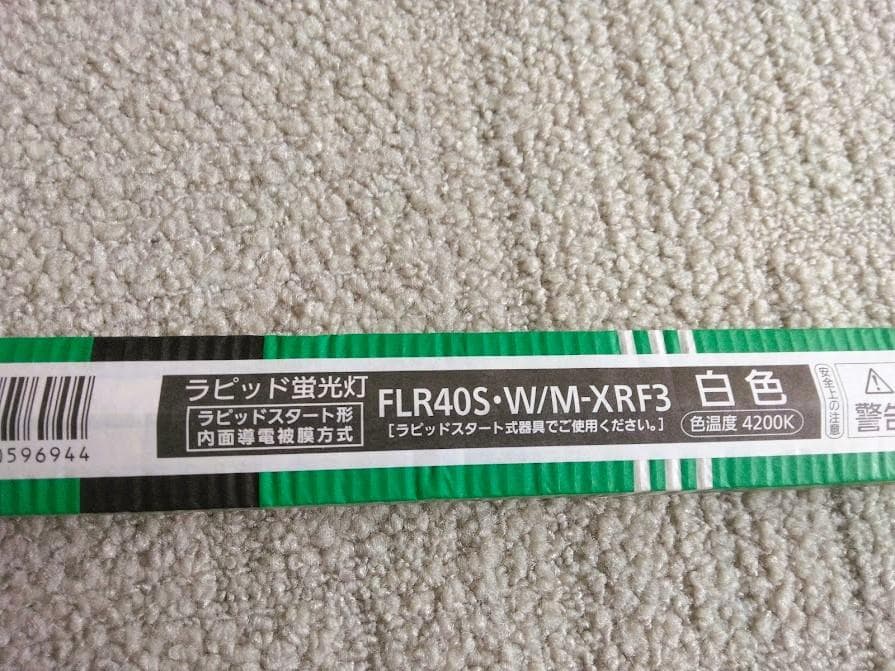 0596944
ラピッド蛍光灯
ラピッドスタート形
内面導電被膜方式
FLR40S・W/M-XRF3
[ラピッドスタート式器具でご使用ください。]
白色
色温度 4200K
安全上の注意
警告